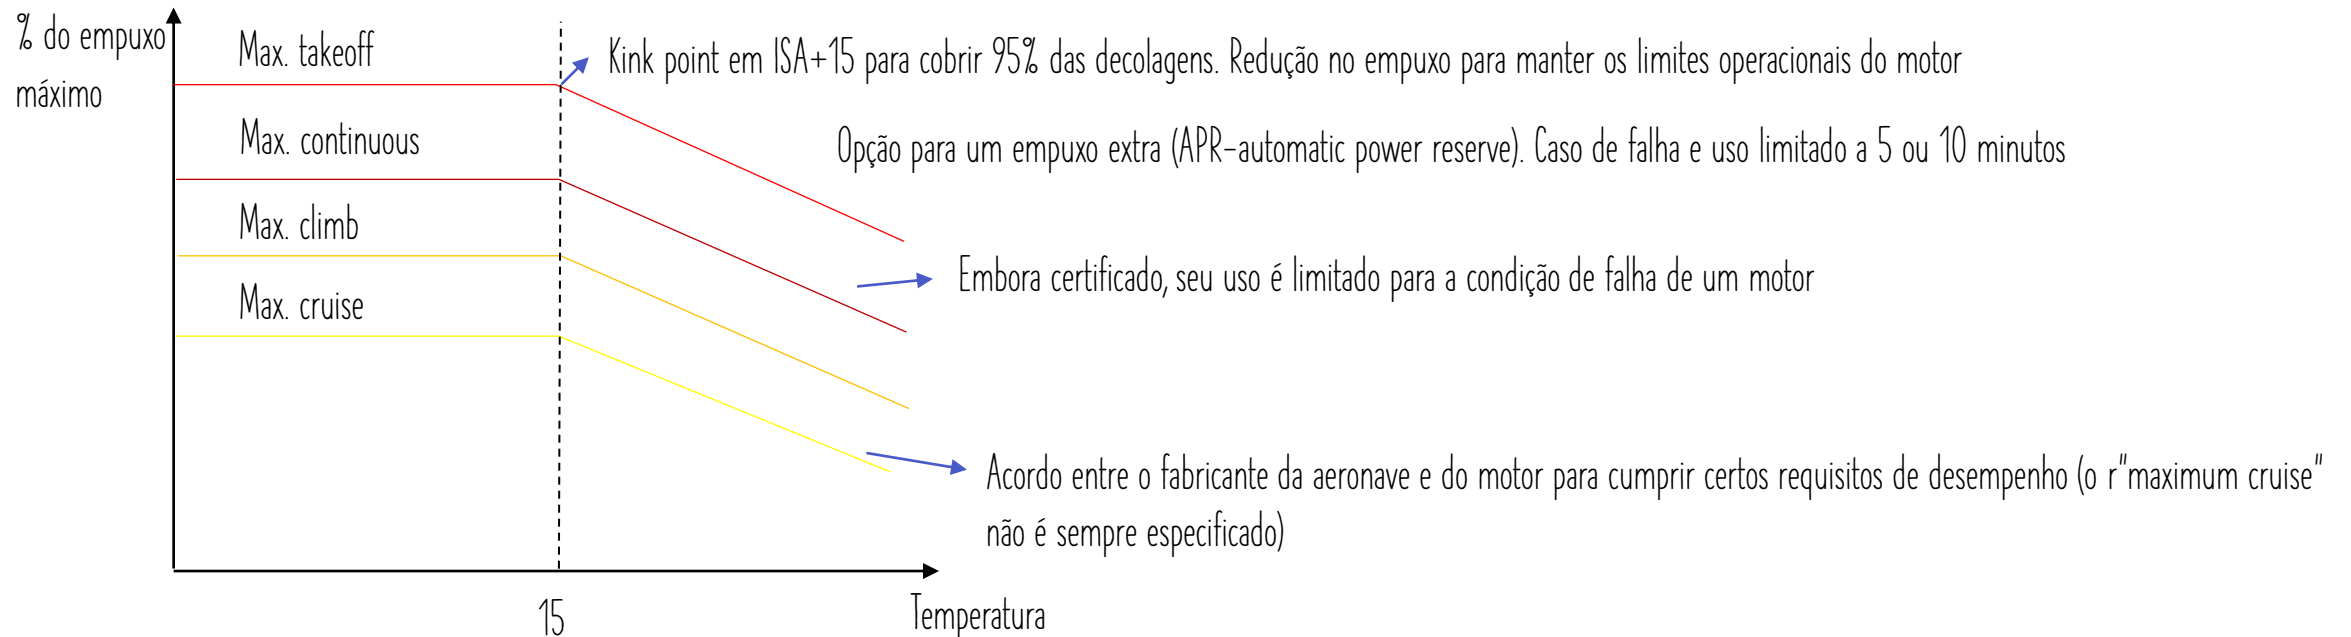 % do empuxo
máximo
Max. takeoff
Kink point em ISA+15 para cobrir 95% das decolagens. Redução no empuxo para manter os limites operacionais do motor
Max. continuous
Opção para um empuxo extra (APR-automatic power reserve). Caso de falha e uso limitado a 5 ou 10 minutos
Max. climb
Embora certificado, seu uso é limitado para a condição de falha de um motor
Max. cruise
Acordo entre o fabricante da aeronave e do motor para cumprir certos requisitos de desempenho (o r"maximum cruise"
não é sempre especificado)
15
Temperatura